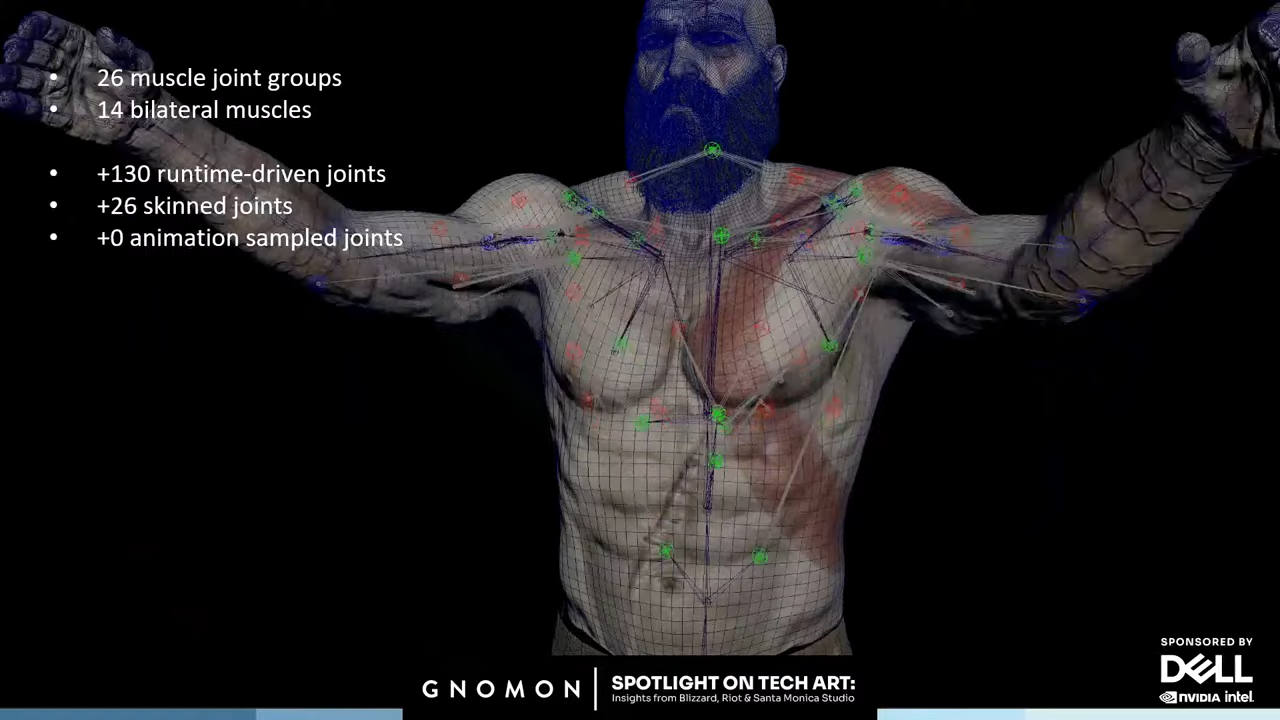 26 muscle joint groups
14 bilateral muscles
+130 runtime-driven joints
+26 skinned joints
+0 animation sampled joints
SPONSORED BY
DELL
NVIDIA intel.
GNOMON
SPOTLIGHT ON TECH ART:
Insights from Blizzard, Riot & Santa Monica Studio